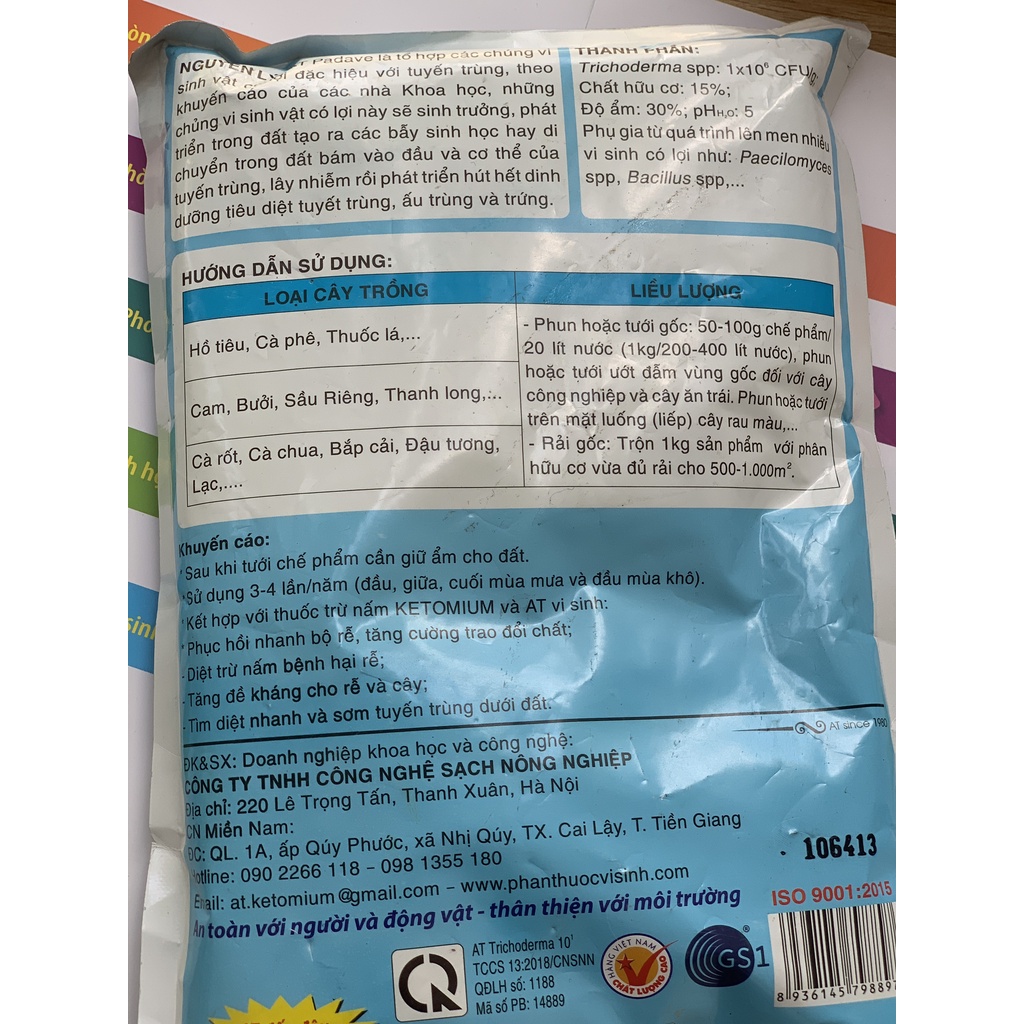 Padave là tổ hợp các chủng vi
sinh vật đặc hiệu với tuyến trùng, theo
khuyến cáo của các nhà Khoa học, những
chủng vi sinh vật có lợi này sẽ sinh trưởng, phát
triển trong đất tạo ra các bẫy sinh học hay di
chuyển trong đất bám vào đầu và cơ thể của
tuyến trùng, lây nhiễm rồi phát triển hút hết dinh
dưỡng tiêu diệt tuyết trùng, ấu trùng và trứng.
THÀNH PHẦN:
Trichoderma spp: 1x10⁶ CFU/g;
Chất hữu cơ: 15%;
Độ ẩm: 30%; pHH₂O: 5
Phụ gia từ quá trình lên men nhiều
vi sinh có lợi như: Paecilomyces
spp, Bacillus spp,...
HƯỚNG DẪN SỬ DỤNG:
LOẠI CÂY TRỒNG
LIỀU LƯỢNG
Hồ tiêu, Cà phê, Thuốc lá,...
Cam, Bưởi, Sầu Riêng, Thanh long,...
Cà rốt, Cà chua, Bắp cải, Đậu tương,
Lạc,....
- Phun hoặc tưới gốc: 50-100g chế phẩm/
20 lít nước (1kg/200-400 lít nước), phun
hoặc tưới ướt đẫm vùng gốc đối với cây
công nghiệp và cây ăn trái. Phun hoặc tưới
trên mặt luống (liếp) cây rau màu,...
- Rải gốc: Trộn 1kg sản phẩm với phân
hữu cơ vừa đủ rải cho 500-1.000m².
Khuyến cáo:
* Sau khi tưới chế phẩm cần giữ ẩm cho đất.
* Sử dụng 3-4 lần/năm (đầu, giữa, cuối mùa mưa và đầu mùa khô).
* Kết hợp với thuốc trừ nấm KETOMIUM và AT vi sinh:
* Phục hồi nhanh bộ rễ, tăng cường trao đổi chất;
- Diệt trừ nấm bệnh hại rễ;
- Tăng đề kháng cho rễ và cây;
- Tìm diệt nhanh và sơm tuyến trùng dưới đất.
AT since 1980
ĐK&SX: Doanh nghiệp khoa học và công nghệ:
CÔNG TY TNHH CÔNG NGHỆ SẠCH NÔNG NGHIỆP
Địa chỉ: 220 Lê Trọng Tấn, Thanh Xuân, Hà Nội
CN Miền Nam:
ĐC: QL. 1A, ấp Qúy Phước, xã Nhị Qúy, TX. Cai Lậy, T. Tiền Giang
Hotline: 090 2266 118 - 098 1355 180
Email: at.ketomium@gmail.com - www.phanthuocvisinh.com
An toàn với người và động vật - thân thiện với môi trường
106413
ISO 9001:2015
AT Trichoderma 10¹
TCCS 13:2018/CNSNN
QĐLH số: 1188
Mã số PB: 14889
HÀNG VIỆT NAM
CHẤT LƯỢNG CAO
GS1
8 936145 79889